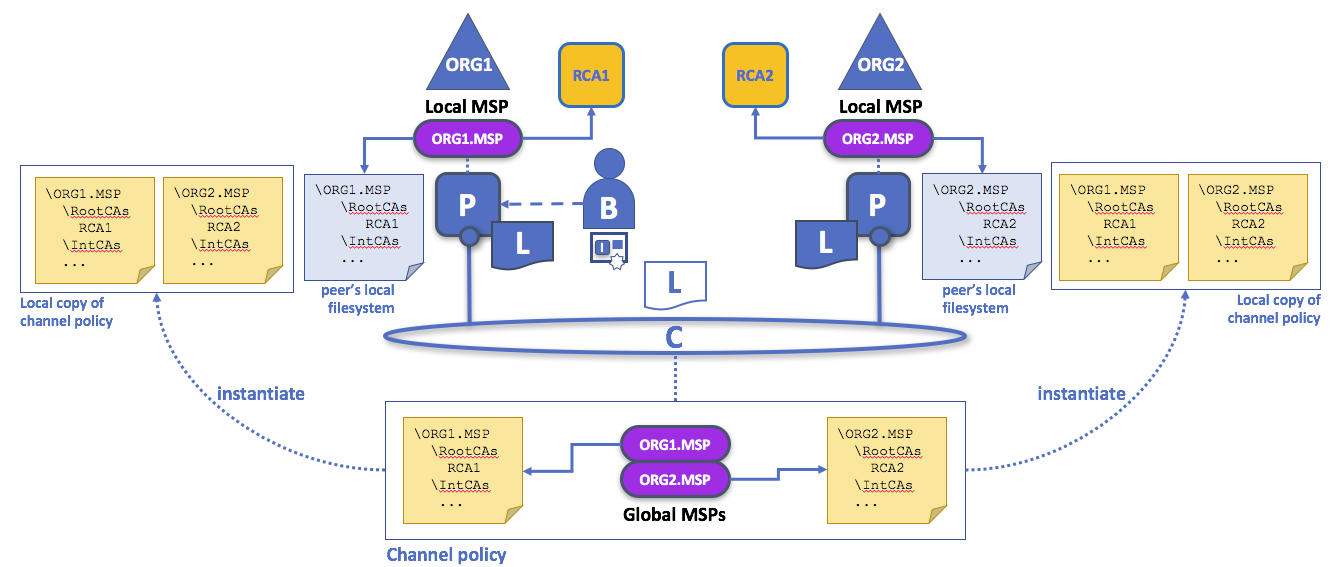 ORG1
RCA1
RCA2
ORG2
Local MSP
Local MSP
ORG1.MSP
ORG2.MSP
\ORG1.MSP
\RootCAs
RCA1
\IntCAs
...
\ORG2.MSP
\RootCAs
RCA2
\IntCAs
...
Local copy of
channel policy
\ORG1.MSP
\RootCAs
RCA1
\IntCAs
...
peer's local
filesystem
P
L
B
I
L
P
L
\ORG2.MSP
\RootCAs
RCA2
\IntCAs
...
peer's local
filesystem
\ORG1.MSP
\RootCAs
RCA1
\IntCAs
...
\ORG2.MSP
\RootCAs
RCA2
\IntCAs
...
Local copy of
channel policy
C
instantiate
instantiate
\ORG1.MSP
\RootCAs
RCA1
\IntCAs
...
ORG1.MSP
ORG2.MSP
Global MSPs
\ORG2.MSP
\RootCAs
RCA2
\IntCAs
...
Channel policy